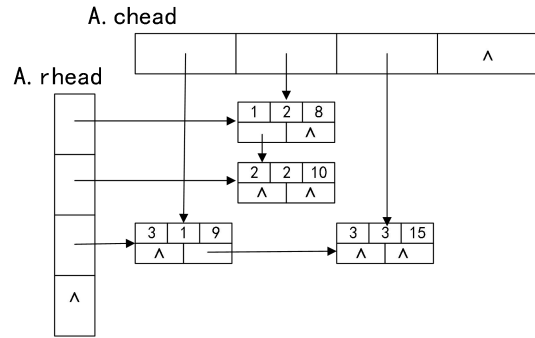 A. chead
∧
A. rhead
1 2 8
∧
2 2 10
∧ ∧
3 1 9
3 3 15
∧
∧ ∧
∧